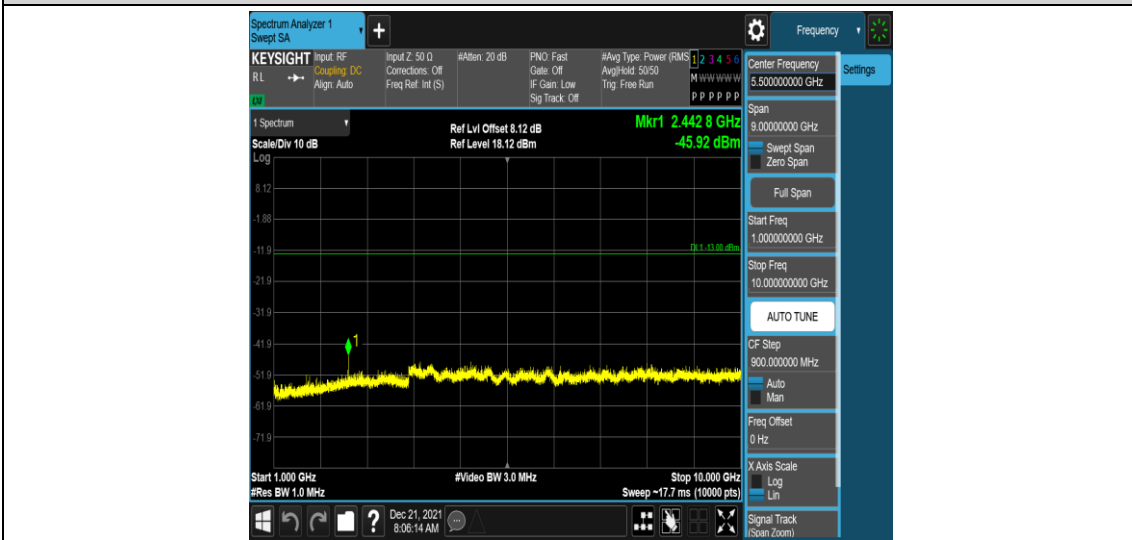 Spectrum Analyzer 1
Swept SA
+
Frequency
KEYSIGHT
RL
LXI
Input: RF
Coupling: DC
Align: Auto
Input Z: 50 Ω
Corrections: Off
Freq Ref: Int (S)
#Atten: 20 dB
PNO: Fast
Gate: Off
IF Gain: Low
Sig Track: Off
#Avg Type: Power (RMS
Avg|Hold: 50/50
Trig: Free Run
1 2 3 4 5 6
M W W W W W
P P P P P P
1 Spectrum
Scale/Div 10 dB
Log
Ref Lvl Offset 8.12 dB
Ref Level 18.12 dBm
Mkr1 2.442 8 GHz
-45.92 dBm
8.12
-1.88
-11.9
DL1 -13.00 dBm
-21.9
-31.9
-41.9
1
-51.9
-61.9
-71.9
Start 1.000 GHz
#Res BW 1.0 MHz
#Video BW 3.0 MHz
Stop 10.000 GHz
Sweep ~17.7 ms (10000 pts)
?
Dec 21, 2021
8:06:14 AM
Center Frequency
5.500000000 GHz
Settings
Span
9.00000000 GHz
Swept Span
Zero Span
Full Span
Start Freq
1.000000000 GHz
Stop Freq
10.000000000 GHz
AUTO TUNE
CF Step
900.000000 MHz
Auto
Man
Freq Offset
0 Hz
X Axis Scale
Log
Lin
Signal Track
(Span Zoom)